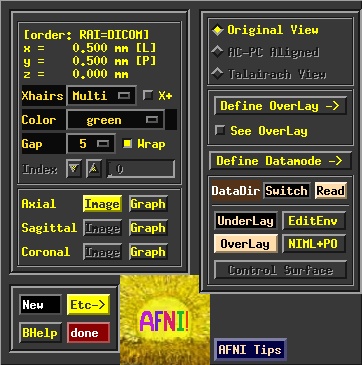 [order: RAI=DICOM]
x = 0.500 mm [L]
y = 0.500 mm [P]
z = 0.000 mm
Xhairs Multi X+
Color green
Gap 5 Wrap
Index 0
Axial Image Graph
Sagittal Image Graph
Coronal Image Graph
New Etc->
BHelp done
AFNI!
Original View
AC-PC Aligned
Talairach View
Define OverLay ->
See OverLay
Define Datamode ->
DataDir Switch Read
UnderLay EditEnv
OverLay NIML+PO
Control Surface
AFNI Tips